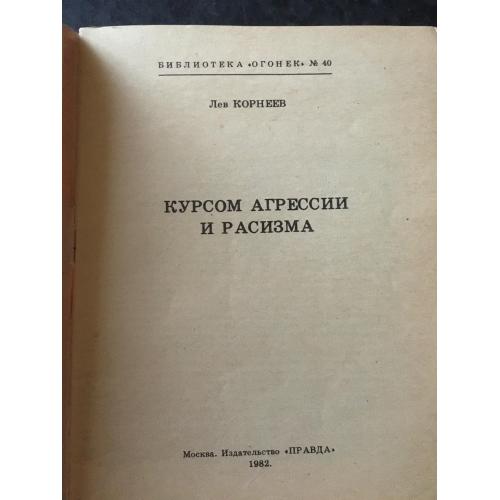 БИБЛИОТЕКА «ОГОНЕК» № 40
Лев КОРНЕЕВ
КУРСОМ АГРЕССИИ
И РАСИЗМА
Москва. Издательство «ПРАВДА»
1982.